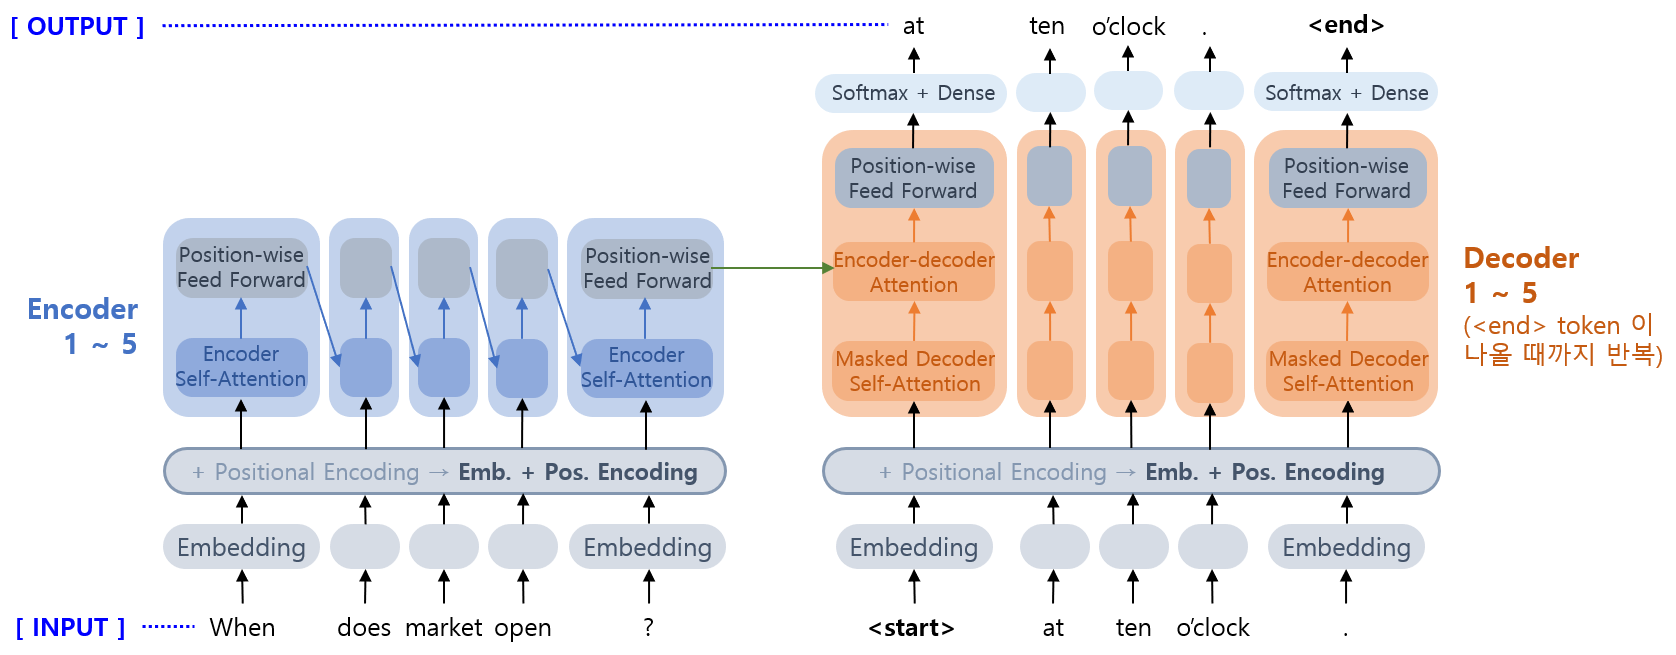 [ OUTPUT ]
at
ten
o'clock
.
<end>
Softmax + Dense
Softmax + Dense
Encoder
1 ~ 5
Position-wise
Feed Forward
Encoder
Self-Attention
Position-wise
Feed Forward
Encoder
Self-Attention
Position-wise
Feed Forward
Encoder-decoder
Attention
Masked Decoder
Self-Attention
Position-wise
Feed Forward
Encoder-decoder
Attention
Masked Decoder
Self-Attention
Decoder
1 ~ 5
(<end> token 이
나올 때까지 반복)
+ Positional Encoding → Emb. + Pos. Encoding
+ Positional Encoding → Emb. + Pos. Encoding
Embedding
Embedding
Embedding
Embedding
[ INPUT ]
When
does
market
open
?
<start>
at
ten
o'clock
.